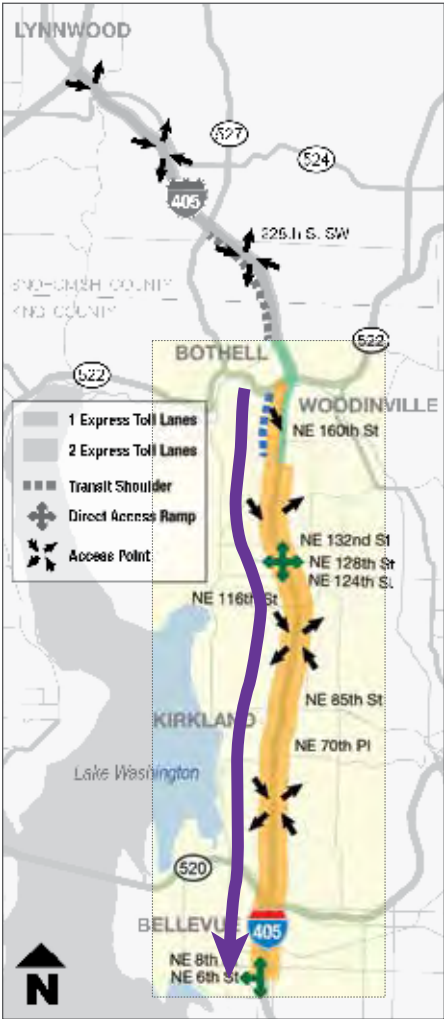 LYNNWOOD
527
524
405
228th S. SW
SNOHOMISH COUNTY
KING COUNTY
522
BOTHELL
522
WOODINVILLE
1 Express Toll Lanes
2 Express Toll Lanes
Transit Shoulder
Direct Access Ramp
Access Point
NE 160th St
NE 132nd St
NE 128th St
NE 124th St
NE 116th St
NE 85th St
KIRKLAND
NE 70th Pl
Lake Washington
520
BELLEVUE
405
NE 8th
NE 6th St
N